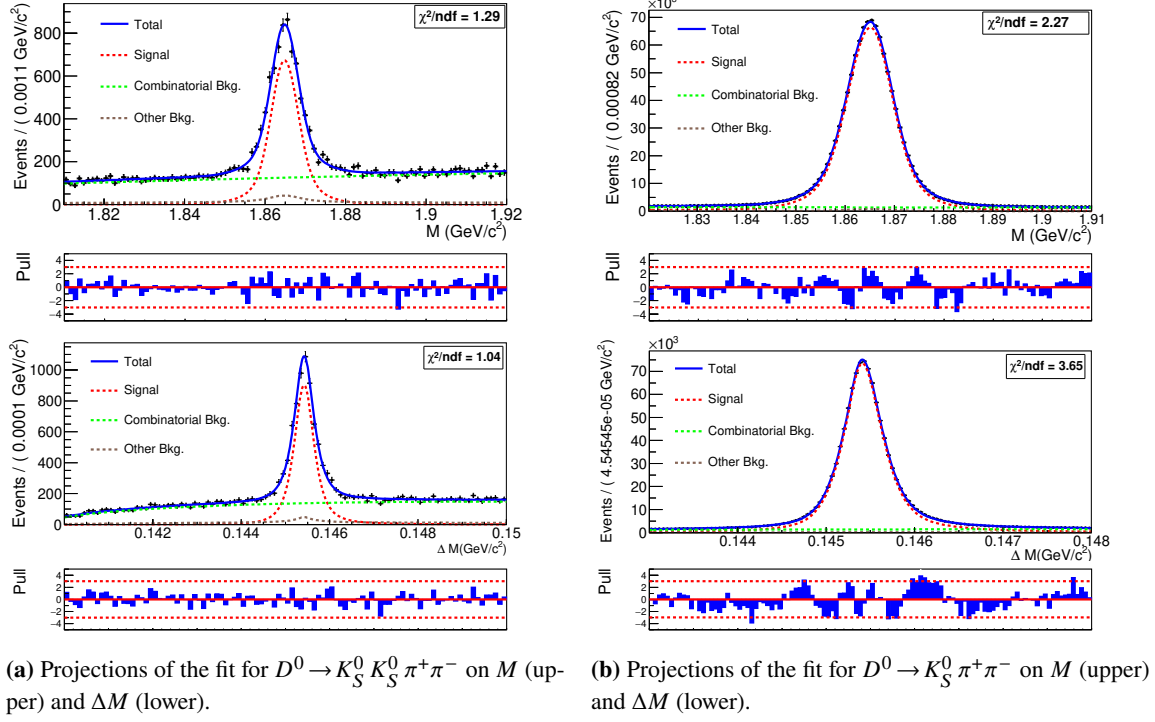 χ²/ndf = 1.29
Total
Signal
Combinatorial Bkg.
Other Bkg.
Events / ( 0.0011 GeV/c²)
800
600
400
200
0
1.82 1.84 1.86 1.88 1.9 1.92
M (GeV/c²)
Pull
4
2
0
−2
−4
χ²/ndf = 1.04
Total
Signal
Combinatorial Bkg.
Other Bkg.
Events / ( 0.0001 GeV/c²)
1000
800
600
400
200
0
0.142 0.144 0.146 0.148 0.15
Δ M(GeV/c²)
Pull
4
2
0
−2
−4
(a) Projections of the fit for D⁰ → K⁰_S K⁰_S π⁺π⁻ on M (up-
per) and ΔM (lower).
χ²/ndf = 2.27
Total
Signal
Combinatorial Bkg.
Other Bkg.
Events / ( 0.00082 GeV/c²)
70
60
50
40
30
20
10
0
1.83 1.84 1.85 1.86 1.87 1.88 1.89 1.9 1.91
M (GeV/c²)
Pull
4
2
0
−2
−4
×10³
χ²/ndf = 3.65
Total
Signal
Combinatorial Bkg.
Other Bkg.
Events / ( 4.54545e-05 GeV/c²)
70
60
50
40
30
20
10
0
0.144 0.145 0.146 0.147 0.148
Δ M(GeV/c²)
Pull
4
2
0
−2
−4
(b) Projections of the fit for D⁰ → K⁰_S π⁺π⁻ on M (upper)
and ΔM (lower).